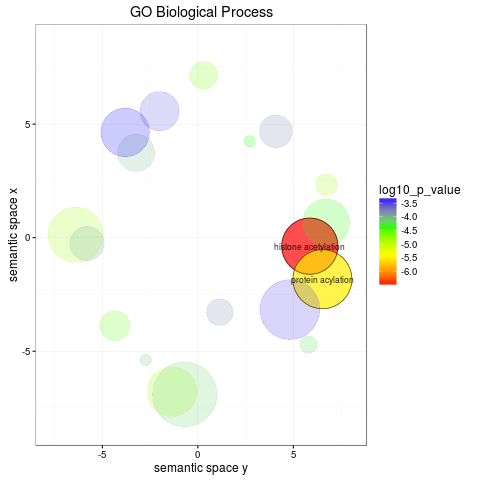 GO Biological Process
semantic space x
5
0
-5
-5
0
5
semantic space y
histone acetylation
protein acylation
log10_p_value
-3.5
-4.0
-4.5
-5.0
-5.5
-6.0